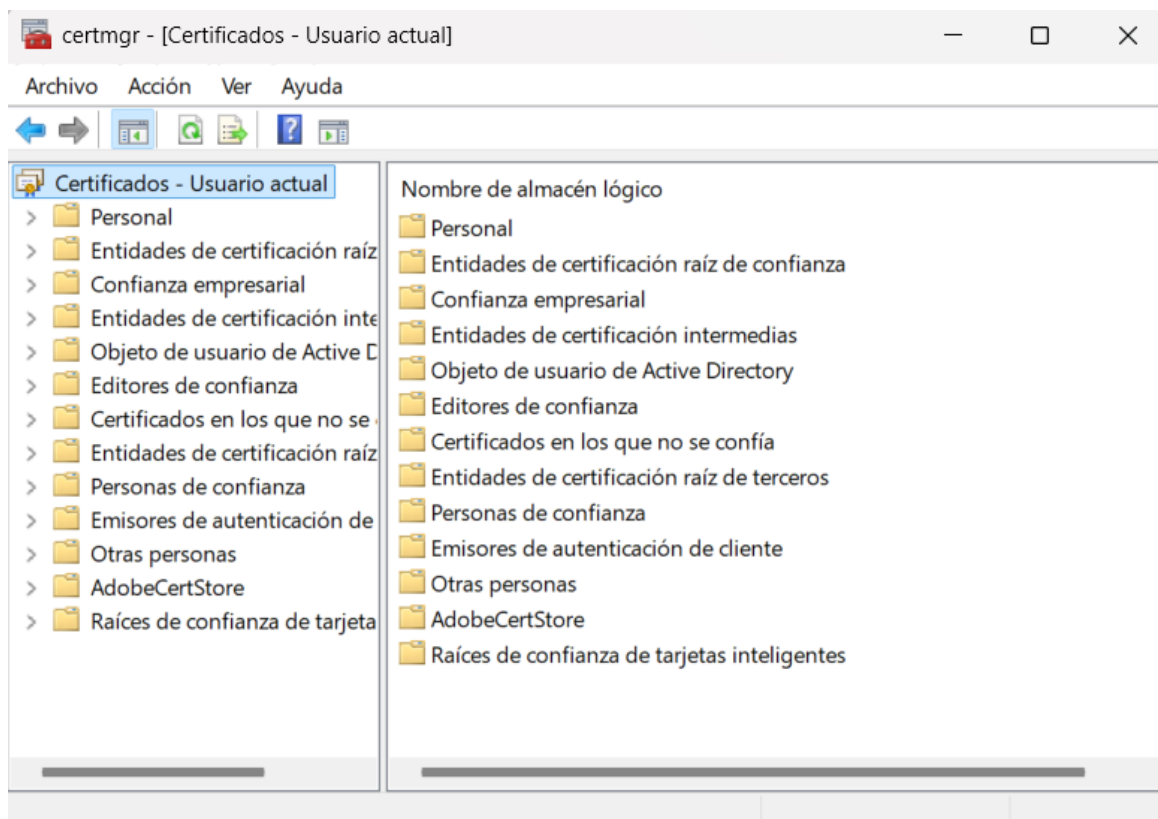 certmgr - [Certificados - Usuario actual]
Archivo Acción Ver Ayuda
Certificados - Usuario actual
Personal
Entidades de certificación raíz
Confianza empresarial
Entidades de certificación inte
Objeto de usuario de Active D
Editores de confianza
Certificados en los que no se
Entidades de certificación raíz
Personas de confianza
Emisores de autenticación de
Otras personas
AdobeCertStore
Raíces de confianza de tarjeta
Nombre de almacén lógico
Personal
Entidades de certificación raíz de confianza
Confianza empresarial
Entidades de certificación intermedias
Objeto de usuario de Active Directory
Editores de confianza
Certificados en los que no se confía
Entidades de certificación raíz de terceros
Personas de confianza
Emisores de autenticación de cliente
Otras personas
AdobeCertStore
Raíces de confianza de tarjetas inteligentes